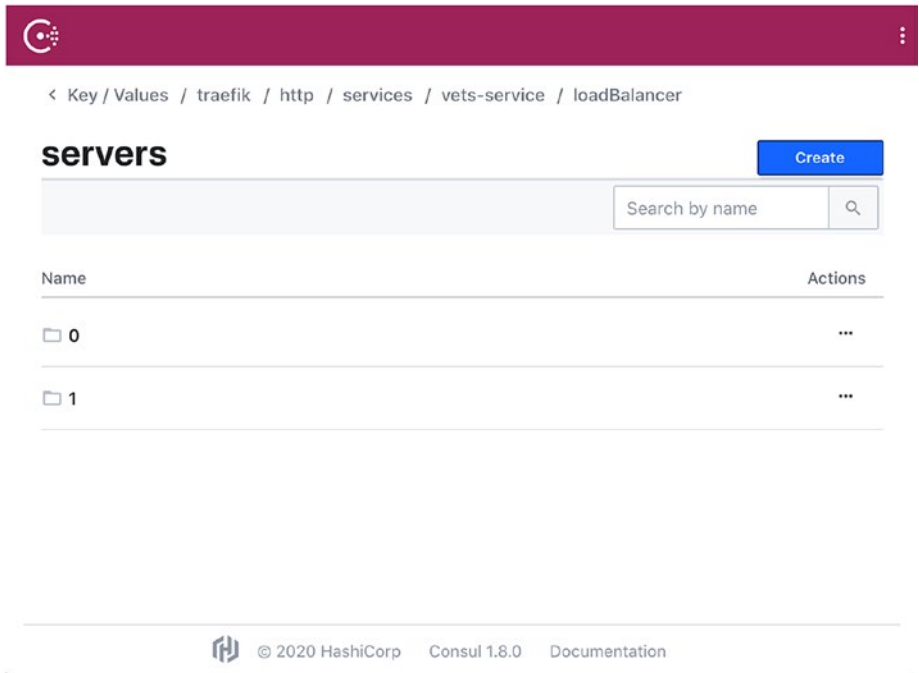 < Key / Values / traefik / http / services / vets-service / loadBalancer
servers
Create
Search by name
Name Actions
0 ...
1 ...
© 2020 HashiCorp Consul 1.8.0 Documentation